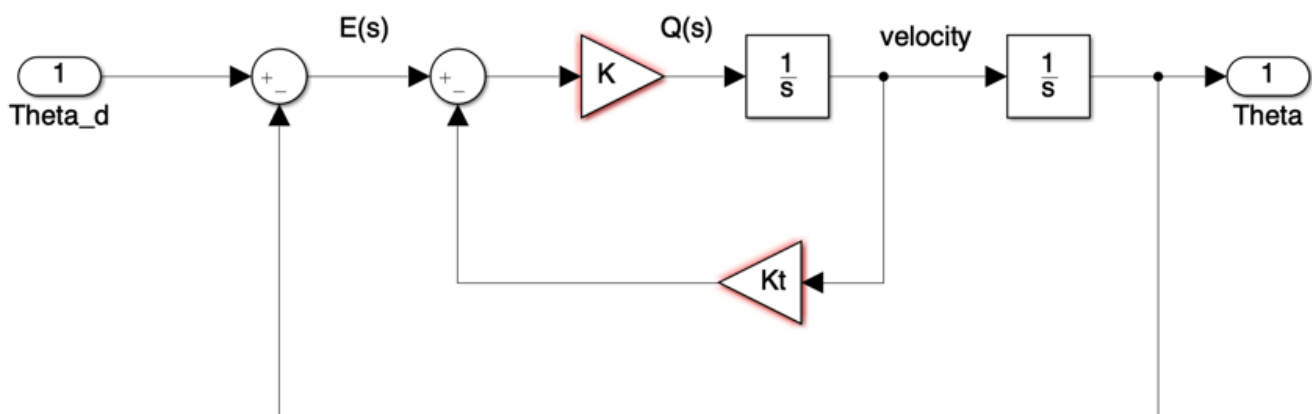 E(s)
Q(s)
velocity
1
+
−
+
−
K
1
s
1
s
1
Theta_d
Theta
Kt